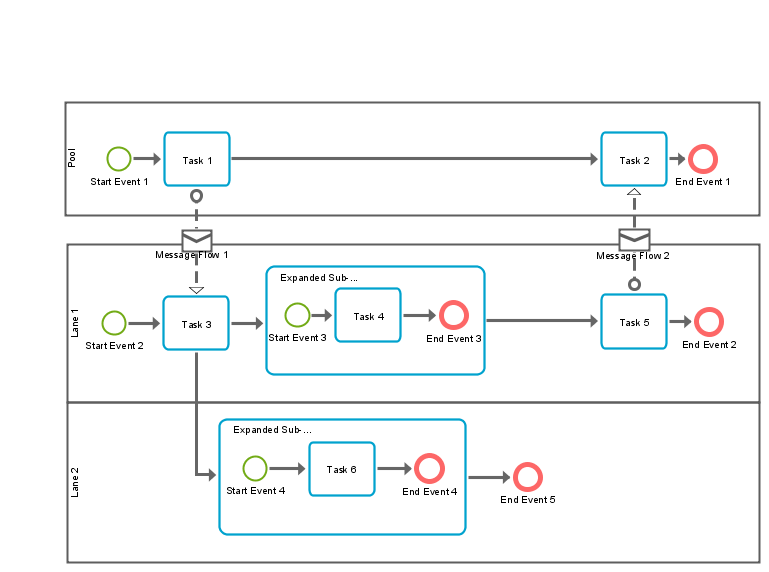 Pool
Task 1
Task 2
Start Event 1
End Event 1
Message Flow 1
Message Flow 2
Lane 1
Expanded Sub-...
Task 3
Start Event 2
Start Event 3
Task 4
End Event 3
Task 5
End Event 2
Lane 2
Expanded Sub-...
Start Event 4
Task 6
End Event 4
End Event 5